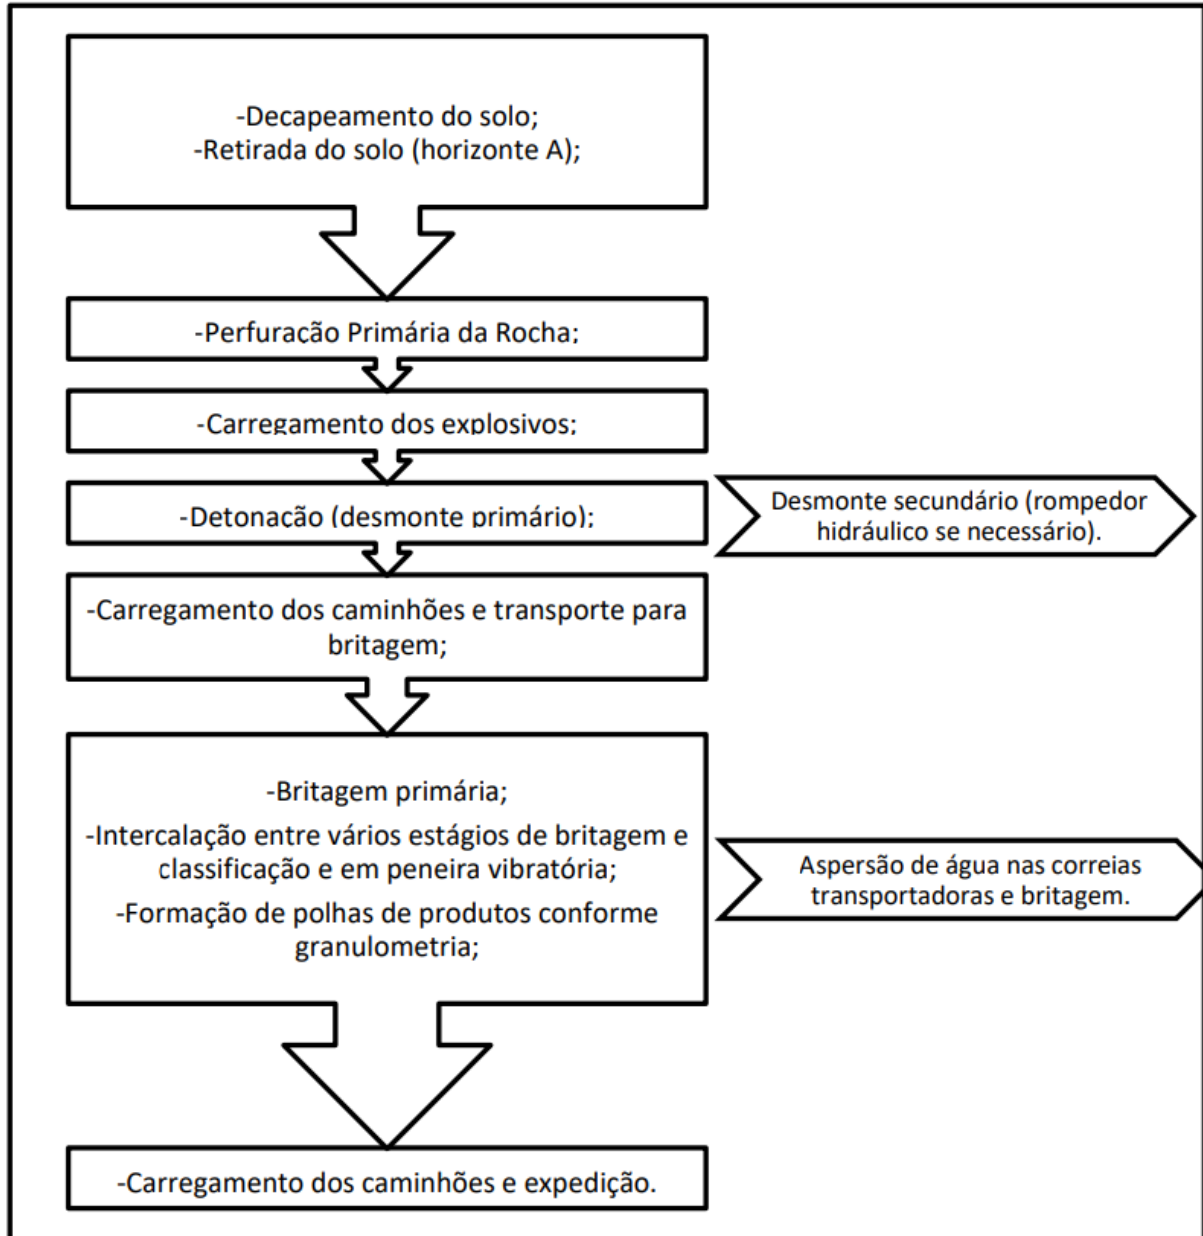 -Decapeamento do solo;
-Retirada do solo (horizonte A);
-Perfuração Primária da Rocha;
-Carregamento dos explosivos;
-Detonação (desmonte primário);
Desmonte secundário (rompedor
hidráulico se necessário).
-Carregamento dos caminhões e transporte para
britagem;
-Britagem primária;
-Intercalação entre vários estágios de britagem e
classificação e em peneira vibratória;
-Formação de polhas de produtos conforme
granulometria;
Aspersão de água nas correias
transportadoras e britagem.
-Carregamento dos caminhões e expedição.